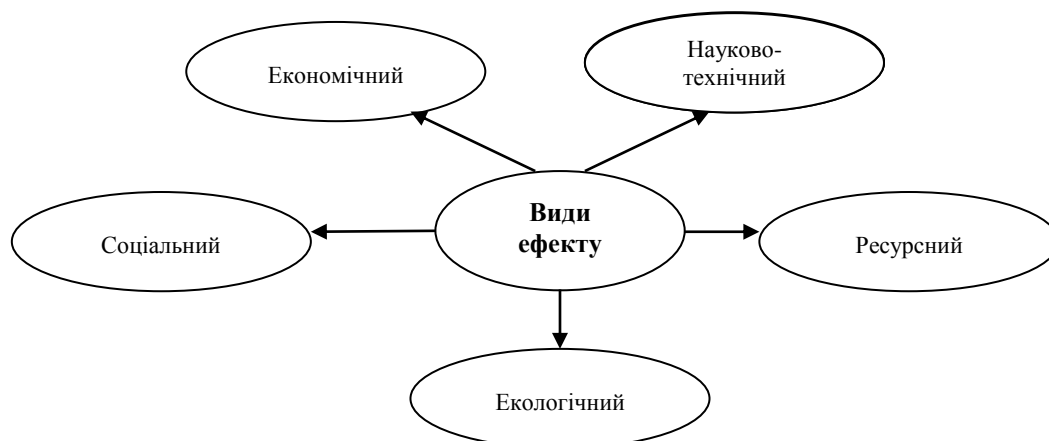 Економічний
Науково-
технічний
Види
ефекту
Соціальний
Ресурсний
Екологічний